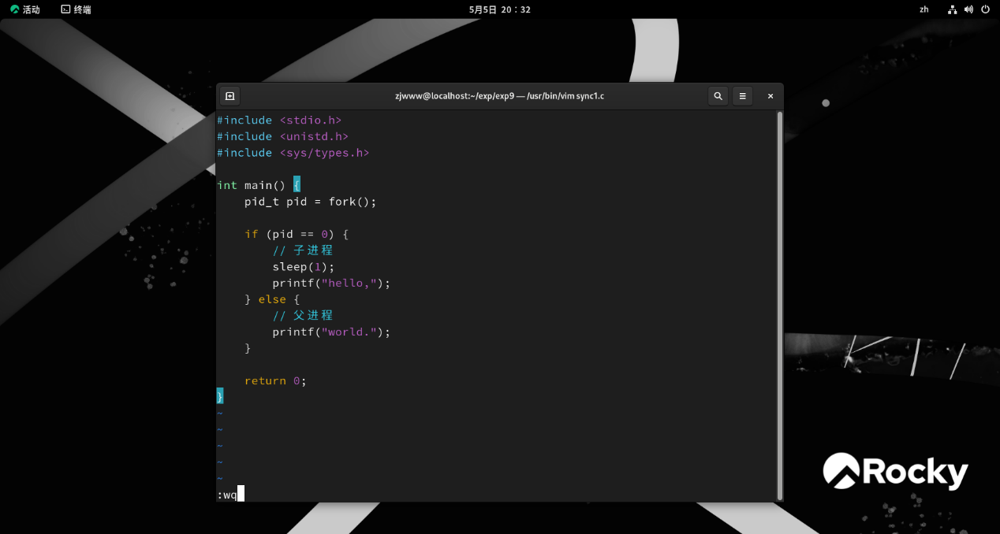 活动 终端 5月5日 20：32 zh
zjwww@localhost:~/exp/exp9 — /usr/bin/vim sync1.c
#include <stdio.h>
#include <unistd.h>
#include <sys/types.h>
int main() {
    pid_t pid = fork();
    if (pid == 0) {
        // 子进程
        sleep(1);
        printf("hello,");
    } else {
        // 父进程
        printf("world.");
    }
    return 0;
}
~
~
~
~
~
:wq
Rocky